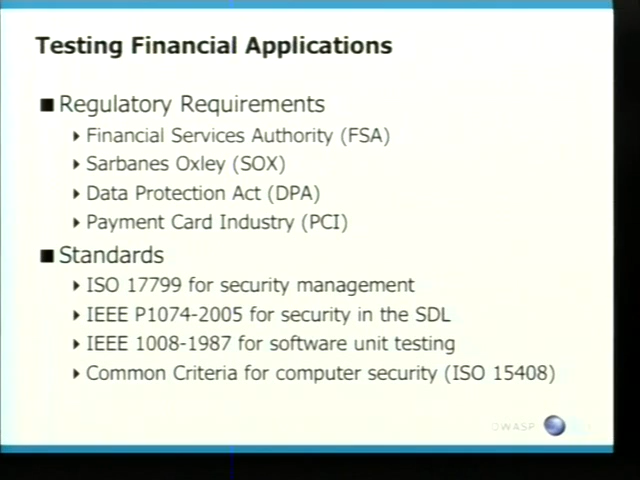 Testing Financial Applications
Regulatory Requirements
Financial Services Authority (FSA)
Sarbanes Oxley (SOX)
Data Protection Act (DPA)
Payment Card Industry (PCI)
Standards
ISO 17799 for security management
IEEE P1074-2005 for security in the SDL
IEEE 1008-1987 for software unit testing
Common Criteria for computer security (ISO 15408)
OWASP